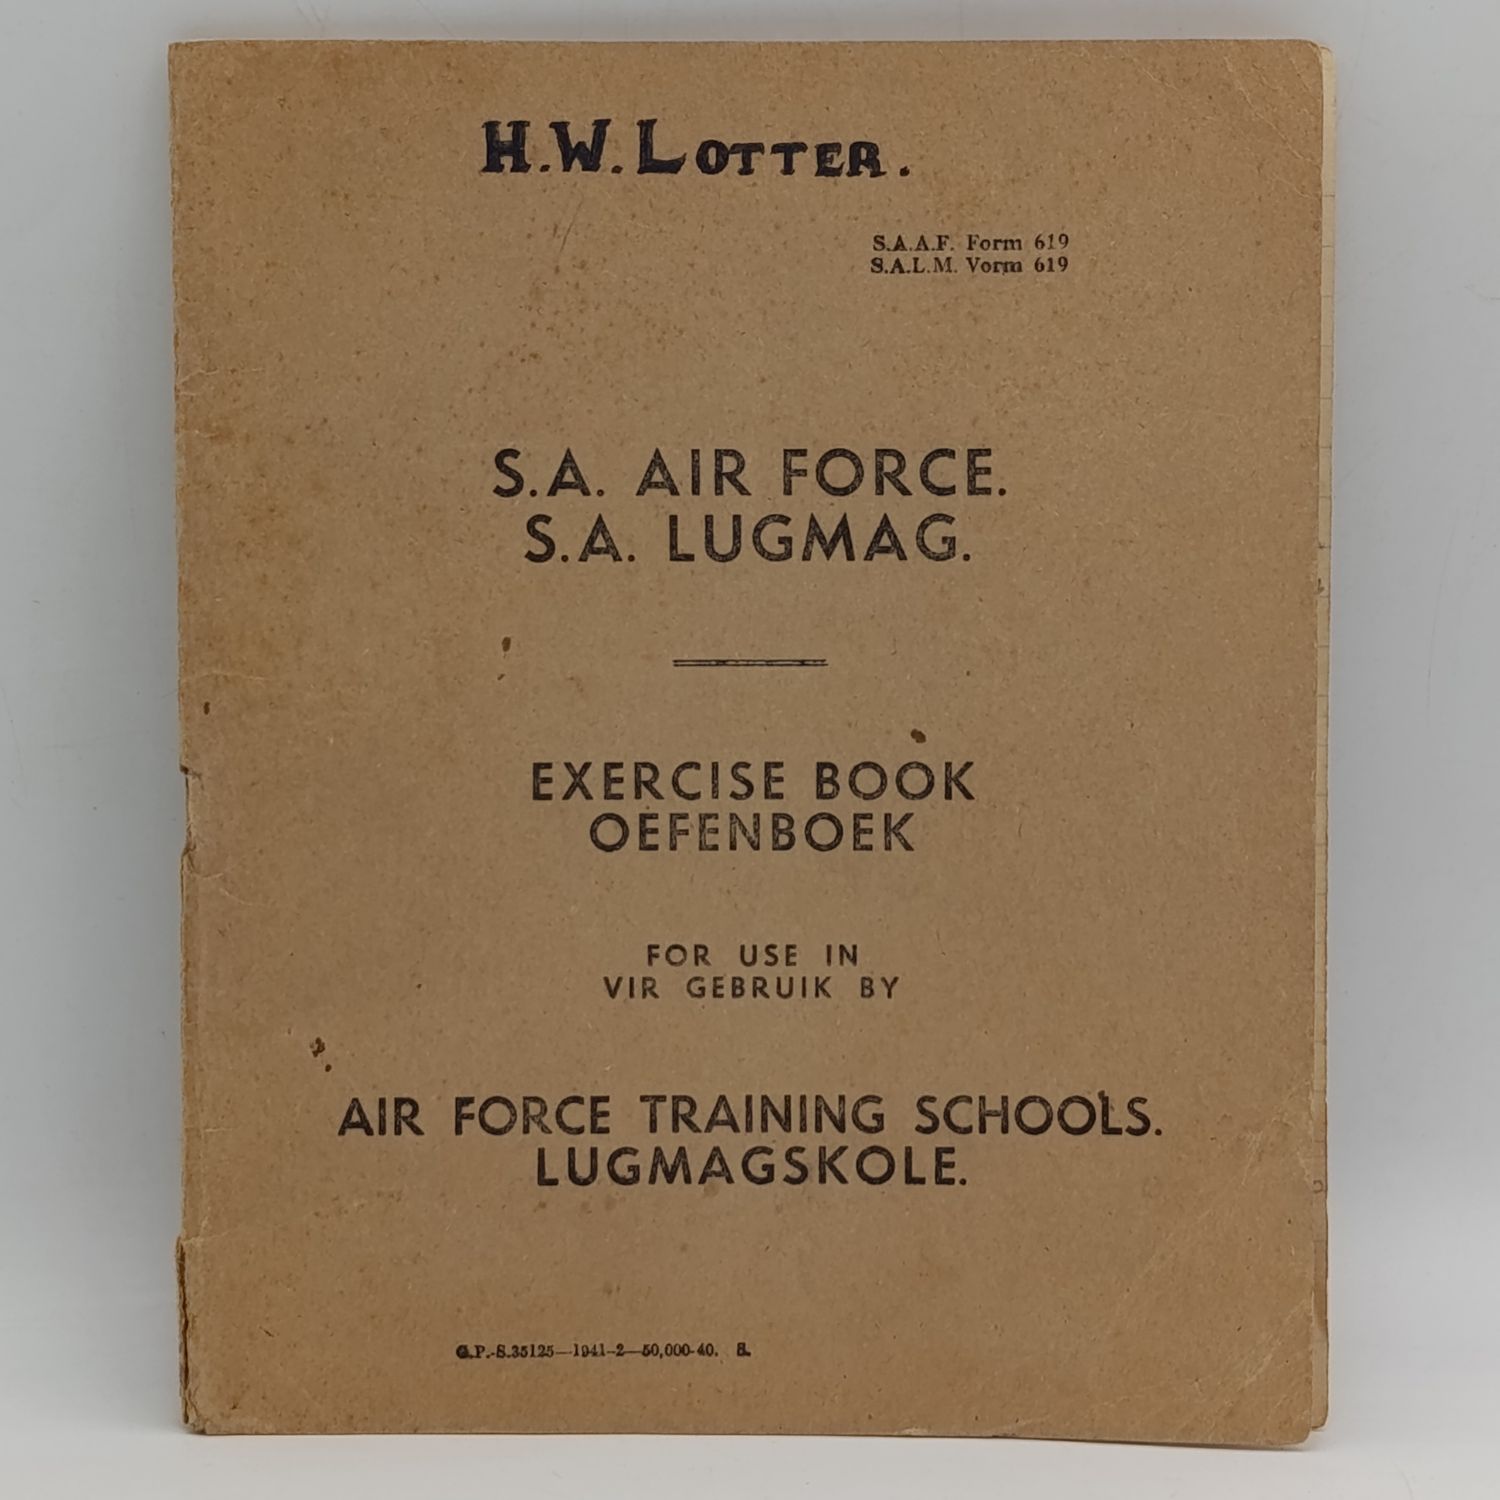 H.W. LOTTER.
S.A.A.F. Form 619
S.A.L.M. Vorm 619
S.A. AIR FORCE.
S.A. LUGMAG.
EXERCISE BOOK
OEFENBOEK
FOR USE IN
VIR GEBRUIK BY
AIR FORCE TRAINING SCHOOLS.
LUGMAGSKOLE.
G.P.-S.35125—1941-2—50,000-40. S.